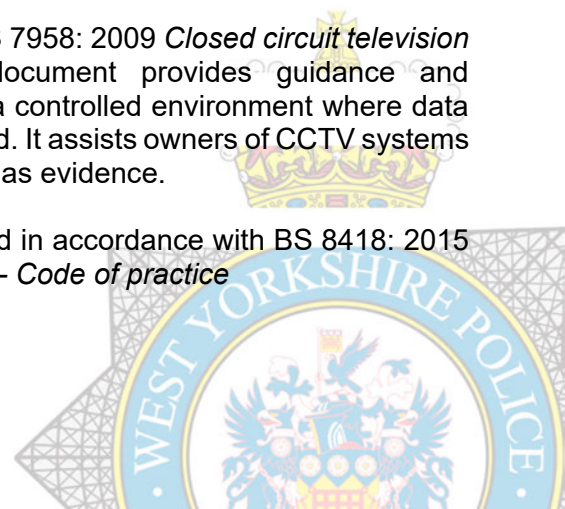 7958: 2009 Closed circuit television
document provides guidance and
a controlled environment where data
d. It assists owners of CCTV systems
as evidence.
d in accordance with BS 8418: 2015
- Code of practice
WEST YORKSHIRE POLICE